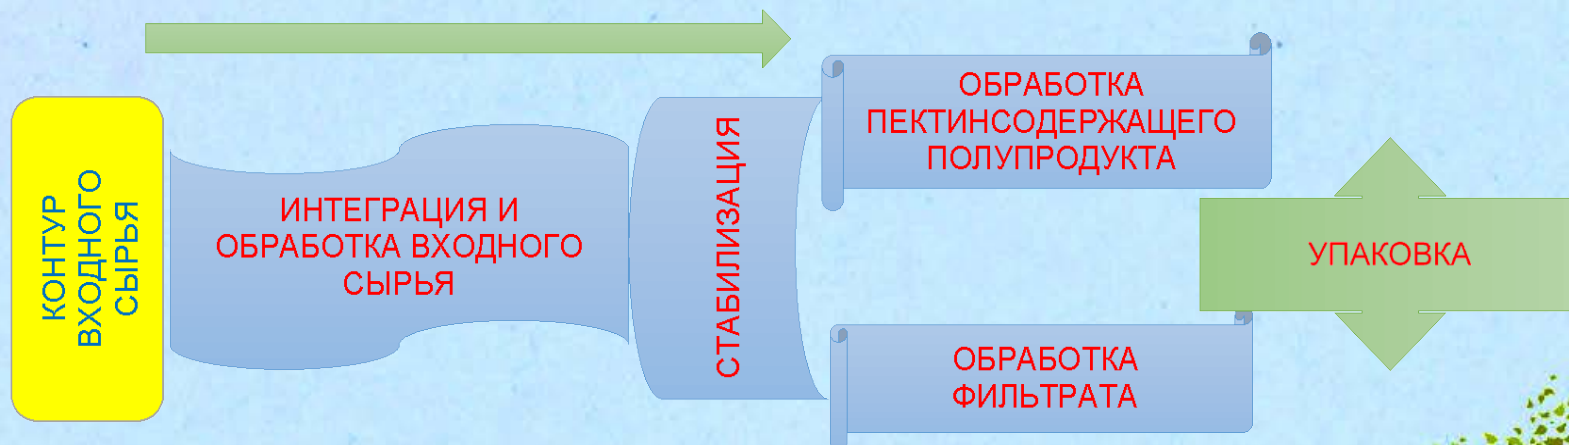 КОНТУР
ВХОДНОГО
СЫРЬЯ
ИНТЕГРАЦИЯ И
ОБРАБОТКА ВХОДНОГО
СЫРЬЯ
СТАБИЛИЗАЦИЯ
ОБРАБОТКА
ПЕКТИНСОДЕРЖАЩЕГО
ПОЛУПРОДУКТА
ОБРАБОТКА
ФИЛЬТРАТА
УПАКОВКА